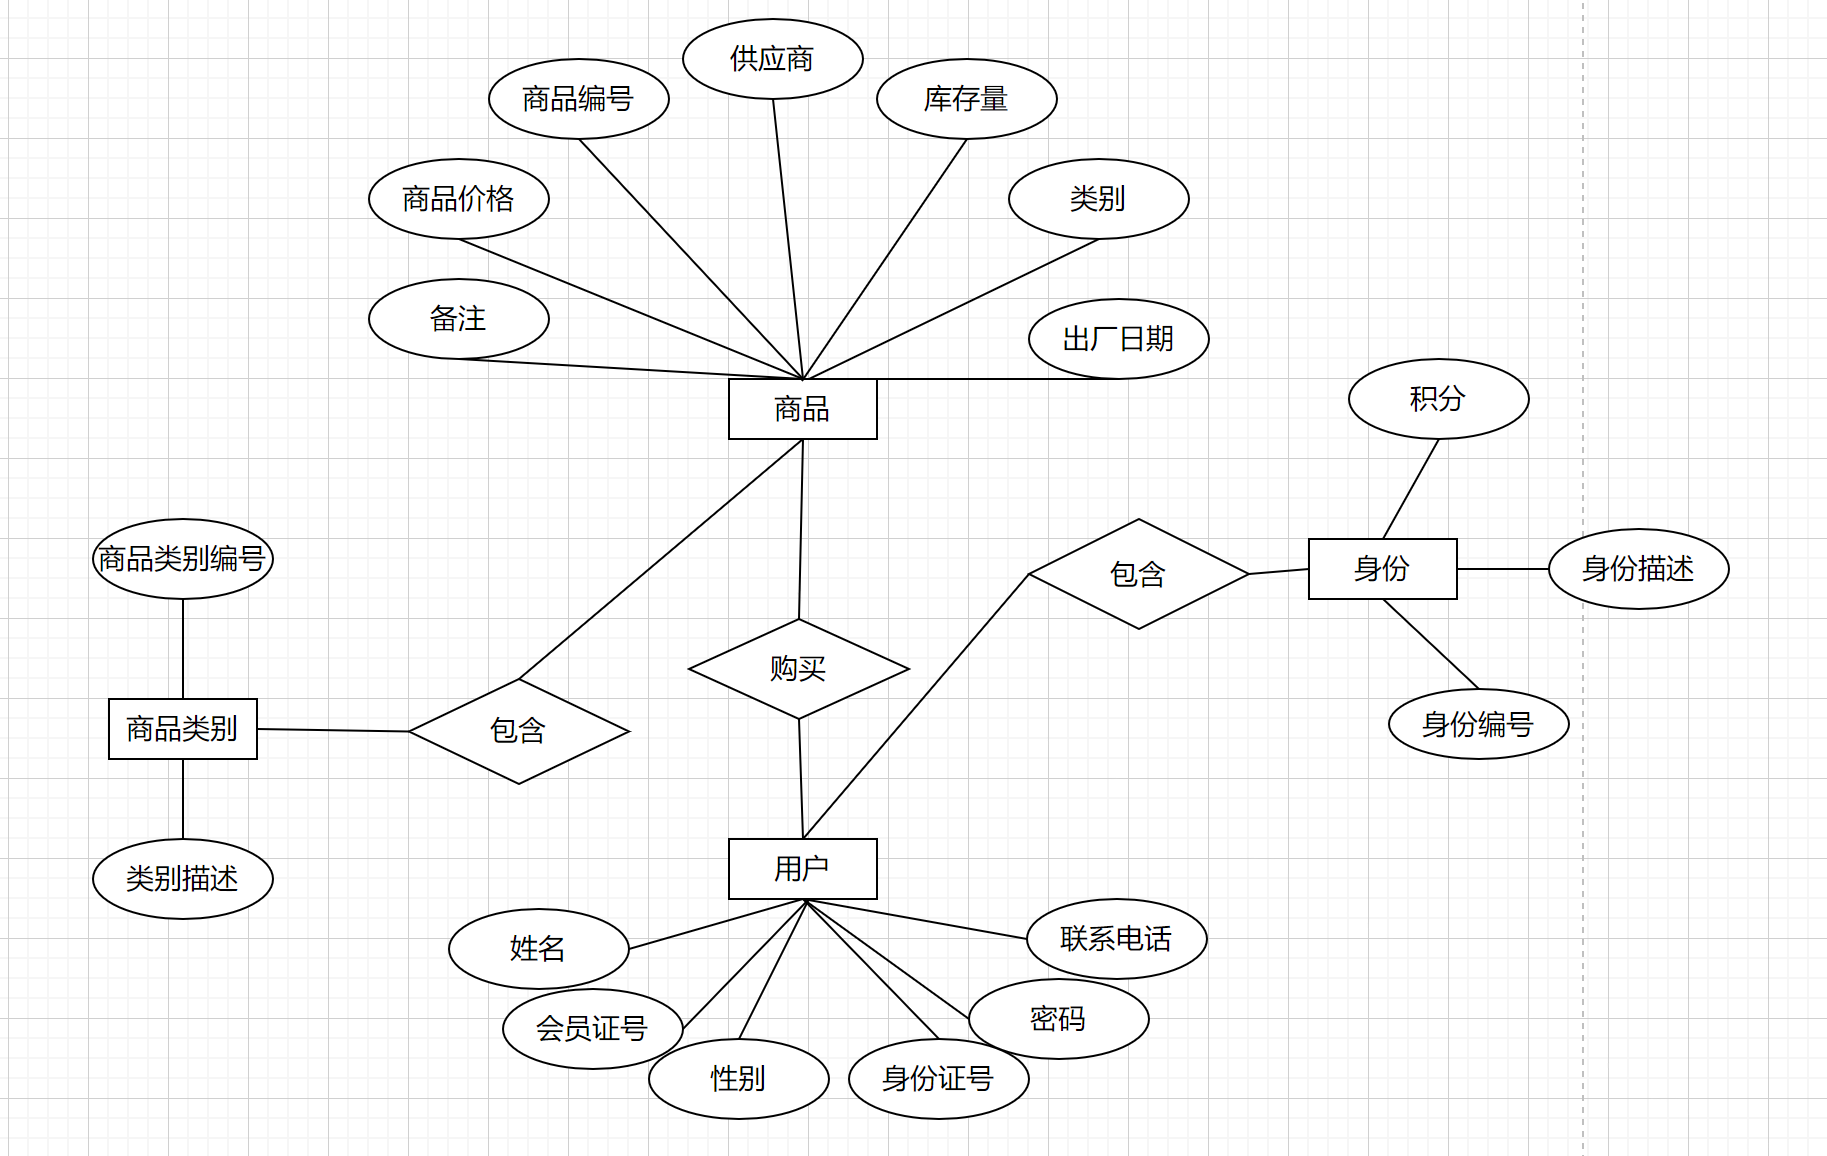 供应商
商品编号
库存量
商品价格
类别
备注
出厂日期
商品
积分
商品类别编号
包含
身份
身份描述
购买
商品类别
包含
身份编号
类别描述
用户
姓名
联系电话
会员证号
密码
性别
身份证号